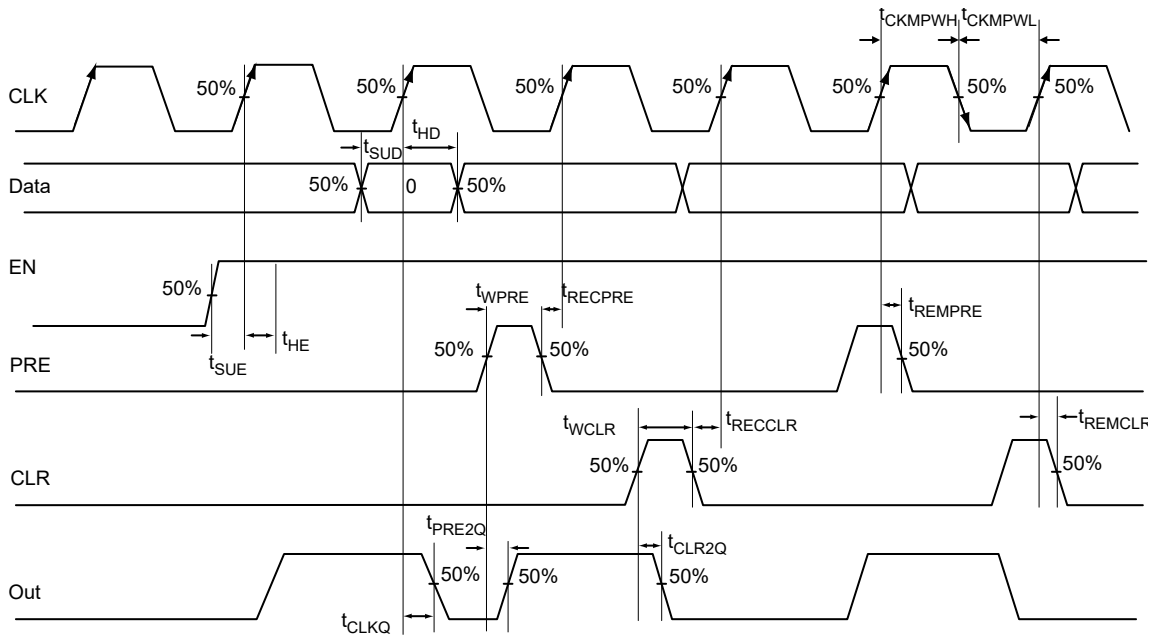 tCKMPWH tCKMPWL
CLK 50% 50% 50% 50% 50% 50% 50%
tSUD tHD
Data 50% 0 50%
EN
50%
tSUE tHE
tWPRE tRECPRE tREMPRE
PRE 50% 50% 50%
tWCLR tRECCLR tREMCLR
CLR 50% 50% 50%
tPRE2Q tCLR2Q
Out 50% 50% 50%
tCLKQ